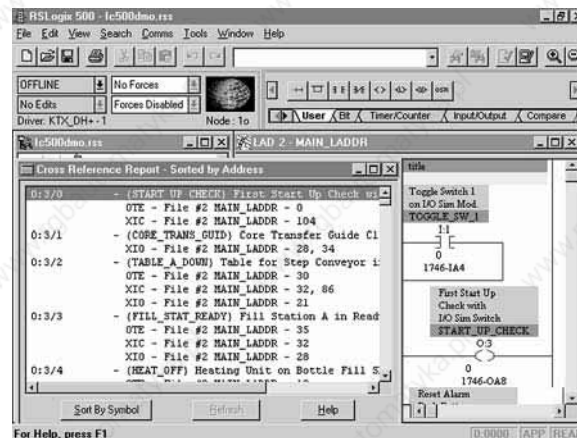 RSLogix 500 - lc500dmo.rss
File Edit View Search Comms Tools Window Help
OFFLINE No Forces
No Edits Forces Disabled
Driver: KTX_DH+ - 1 Node : 1o
User Bit Timer/Counter Input/Output Compare
lc500dmo.rss
LAD 2 - MAIN_LADDR
Cross Reference Report - Sorted by Address
O:3/0 - (START UP CHECK) First Start Up Check wi
OTE - File #2 MAIN_LADDR - 0
XIC - File #2 MAIN_LADDR - 104
O:3/1 - (CORE_TRANS_GUID) Core Transfer Guide Cl
XIO - File #2 MAIN_LADDR - 28, 34
O:3/2 - (TABLE_A_DOWN) Table for Step Conveyor i
OTE - File #2 MAIN_LADDR - 30
XIC - File #2 MAIN_LADDR - 32, 86
XIO - File #2 MAIN_LADDR - 21
O:3/3 - (FILL_STAT_READY) Fill Station A in Read
OTE - File #2 MAIN_LADDR - 35
XIC - File #2 MAIN_LADDR - 32
XIO - File #2 MAIN_LADDR - 28
O:3/4 - (HEAT_OFF) Heating Unit on Bottle Fill S
Sort By Symbol Refresh Help
title
Toggle Switch 1
on I/O Sim Mod.
TOGGLE_SW_1
I:1
0
1746-IA4
First Start Up
Check with
I/O Sim Switch
START_UP_CHECK
O:3
0
1746-OA8
Reset Alarm
For Help, press F1
0:0000 APP READ